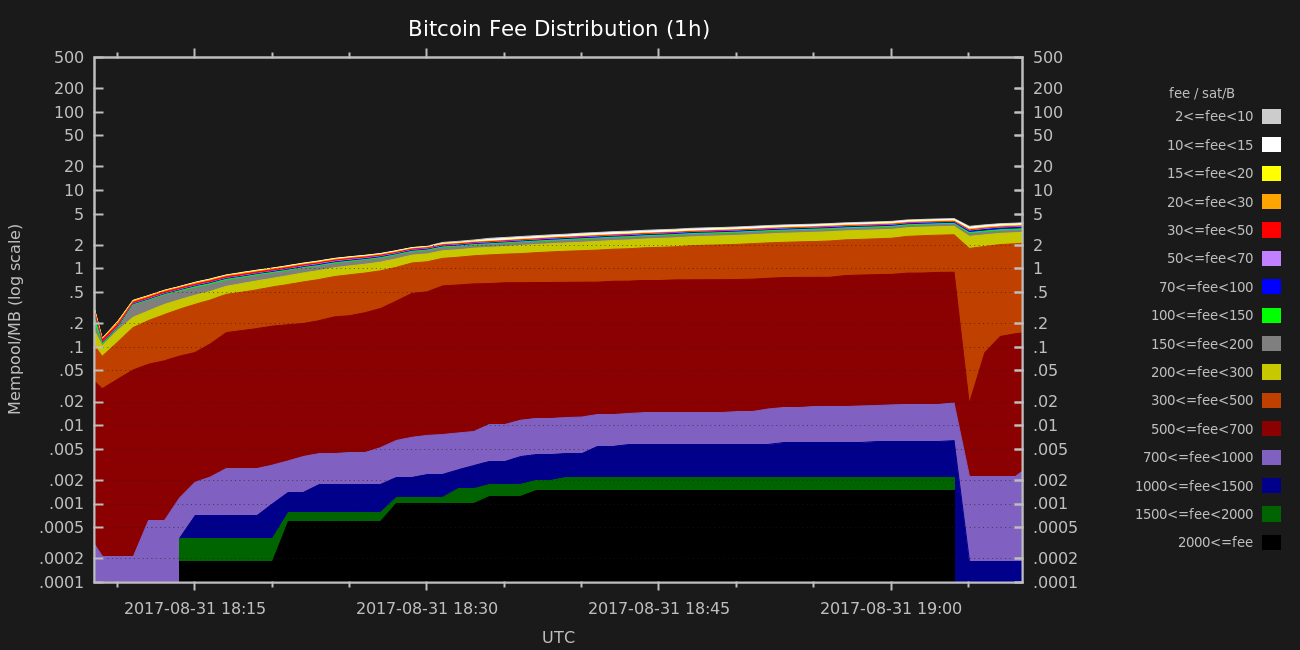 Bitcoin Fee Distribution (1h)
Mempool/MB (log scale)
500
200
100
50
20
10
5
2
1
.5
.2
.1
.05
.02
.01
.005
.002
.001
.0005
.0002
.0001
500
200
100
50
20
10
5
2
1
.5
.2
.1
.05
.02
.01
.005
.002
.001
.0005
.0002
.0001
2017-08-31 18:15
2017-08-31 18:30
2017-08-31 18:45
2017-08-31 19:00
UTC
fee / sat/B
2<=fee<10
10<=fee<15
15<=fee<20
20<=fee<30
30<=fee<50
50<=fee<70
70<=fee<100
100<=fee<150
150<=fee<200
200<=fee<300
300<=fee<500
500<=fee<700
700<=fee<1000
1000<=fee<1500
1500<=fee<2000
2000<=fee